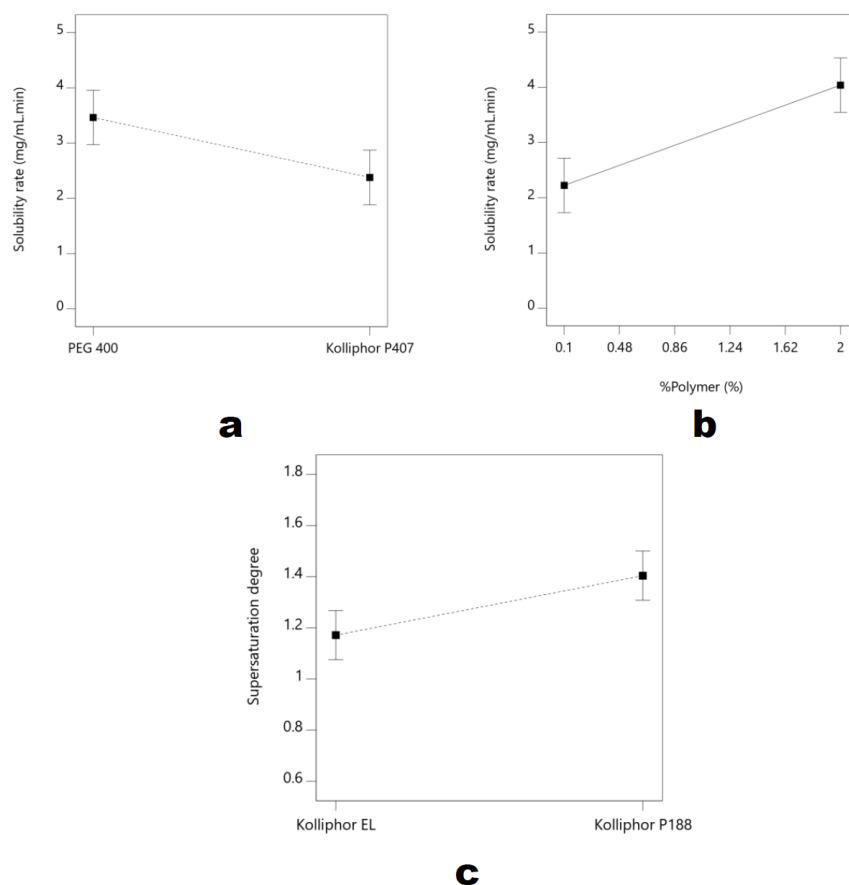 Solubility rate (mg/mL.min)
5
4
3
2
1
0
PEG 400
Kolliphor P407
a
Solubility rate (mg/mL.min)
5
4
3
2
1
0
0.1 0.48 0.86 1.24 1.62 2
%Polymer (%)
b
Supersaturation degree
1.8
1.6
1.4
1.2
1
0.8
0.6
Kolliphor EL
Kolliphor P188
c